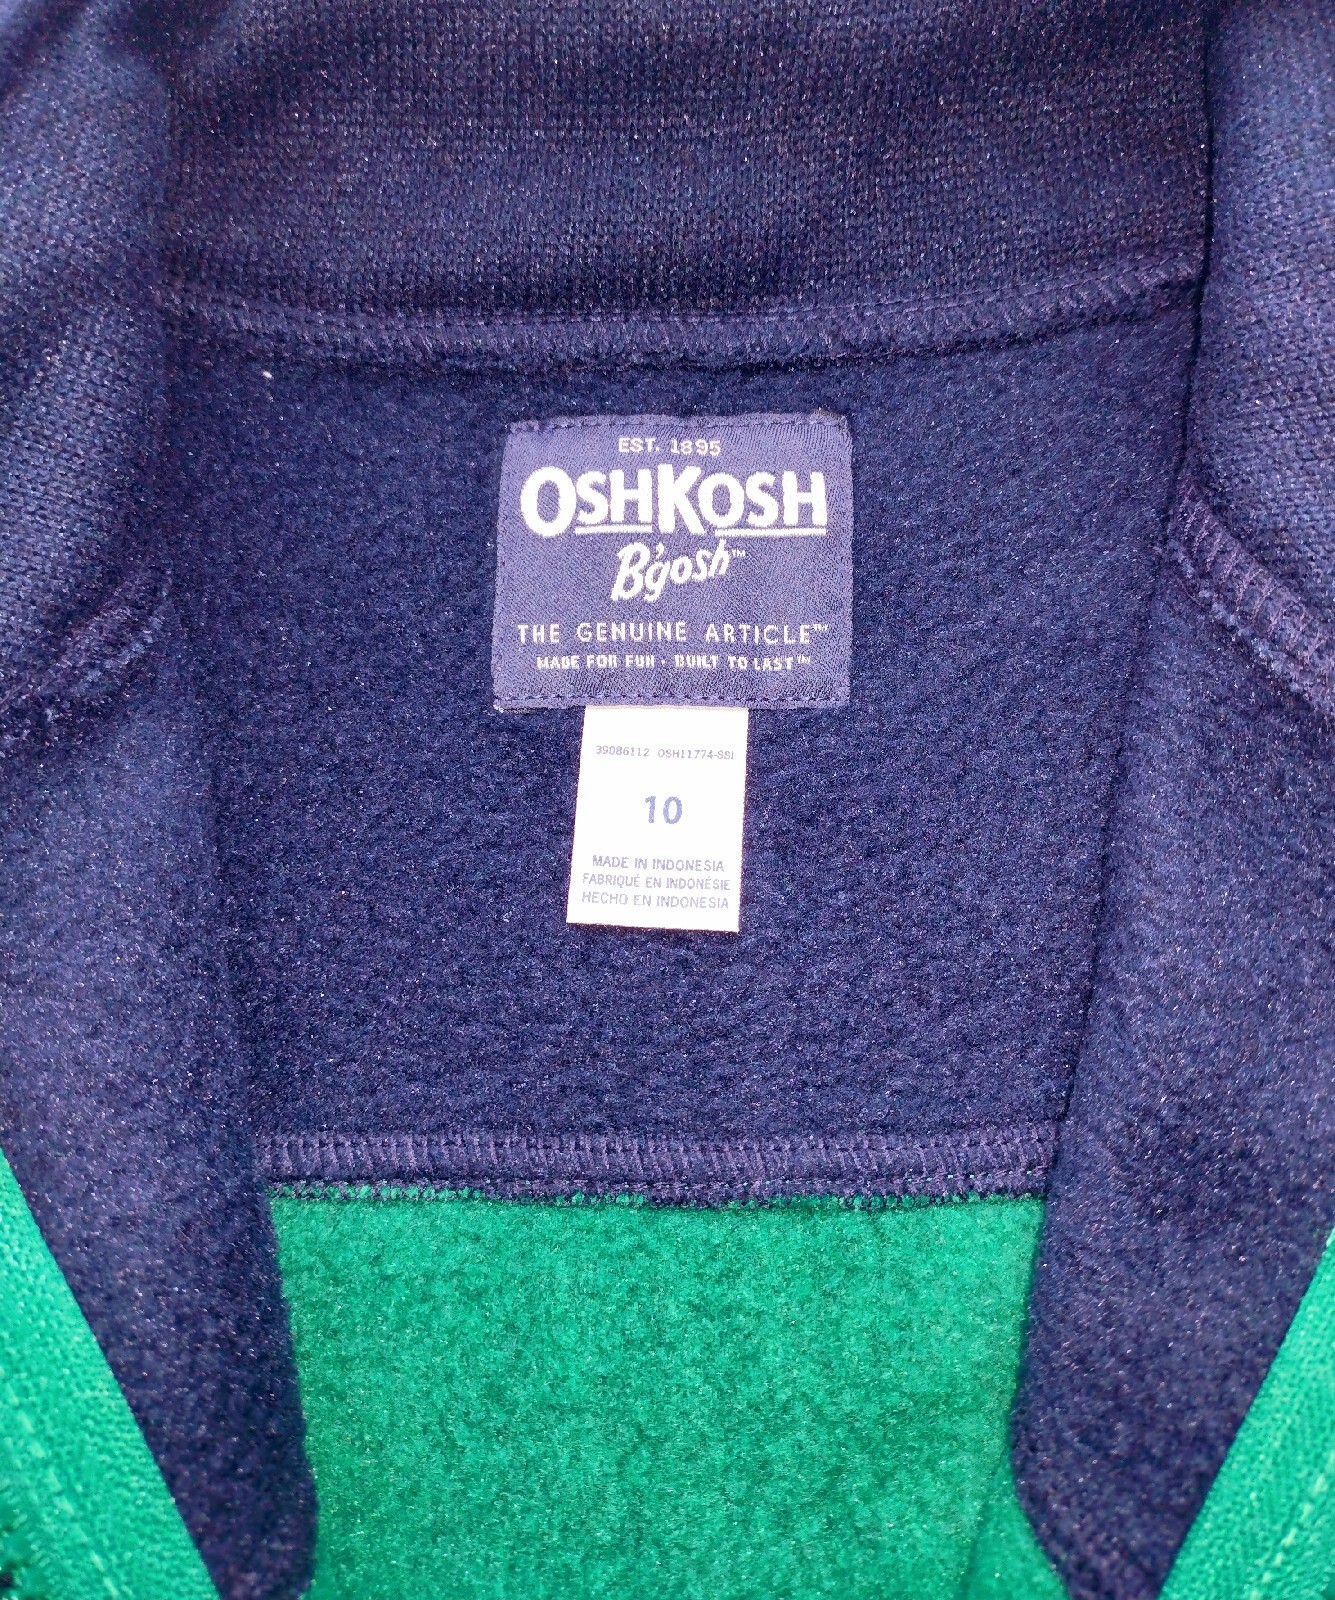 EST. 1895
OSHKOSH
B'gosh™
THE GENUINE ARTICLE™
MADE FOR FUN · BUILT TO LAST™
39086112 OSH11774-SSI
10
MADE IN INDONESIA
FABRIQUÉ EN INDONÉSIE
HECHO EN INDONESIA